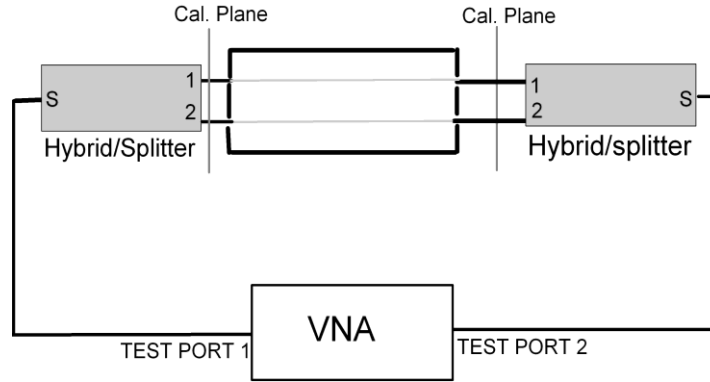 Cal. Plane
Cal. Plane
S
1
2
Hybrid/Splitter
1
2
S
Hybrid/splitter
VNA
TEST PORT 1
TEST PORT 2